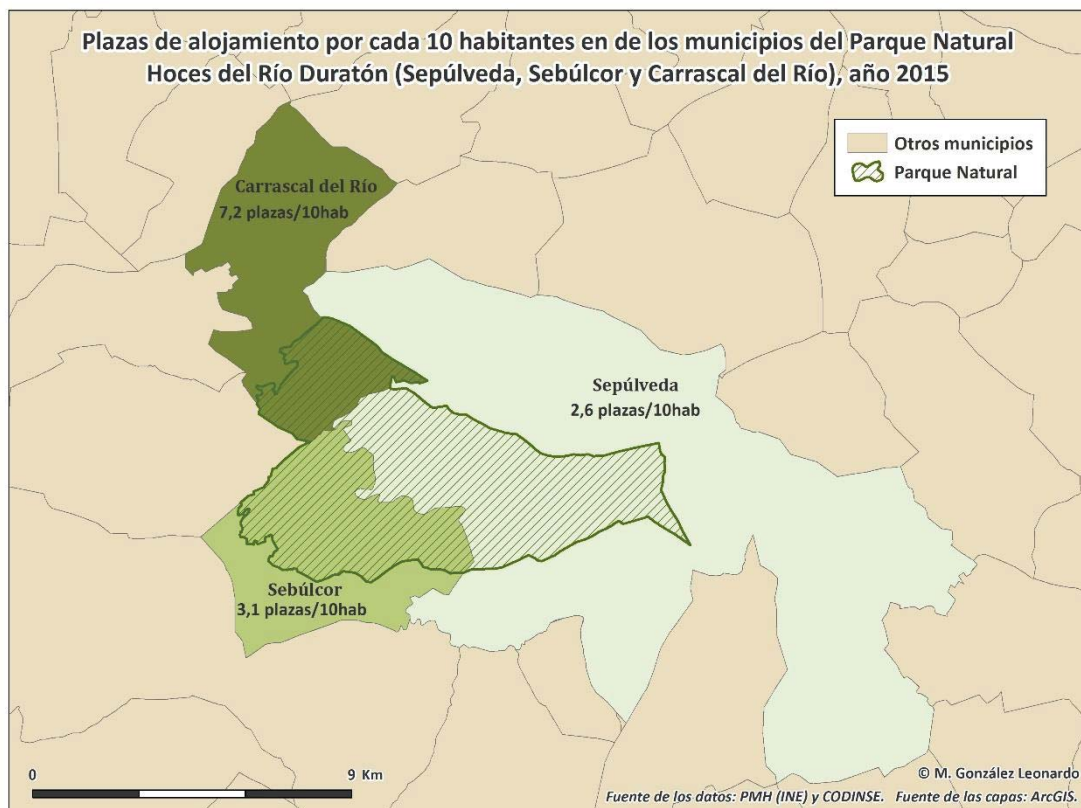 Plazas de alojamiento por cada 10 habitantes en de los municipios del Parque Natural
Hoces del Río Duratón (Sepúlveda, Sebúlcor y Carrascal del Río), año 2015
Otros municipios
Parque Natural
Carrascal del Río
7,2 plazas/10hab
Sepúlveda
2,6 plazas/10hab
Sebúlcor
3,1 plazas/10hab
0 9 Km
© M. González Leonardo
Fuente de los datos: PMH (INE) y CODINSE. Fuente de las capas: ArcGIS.